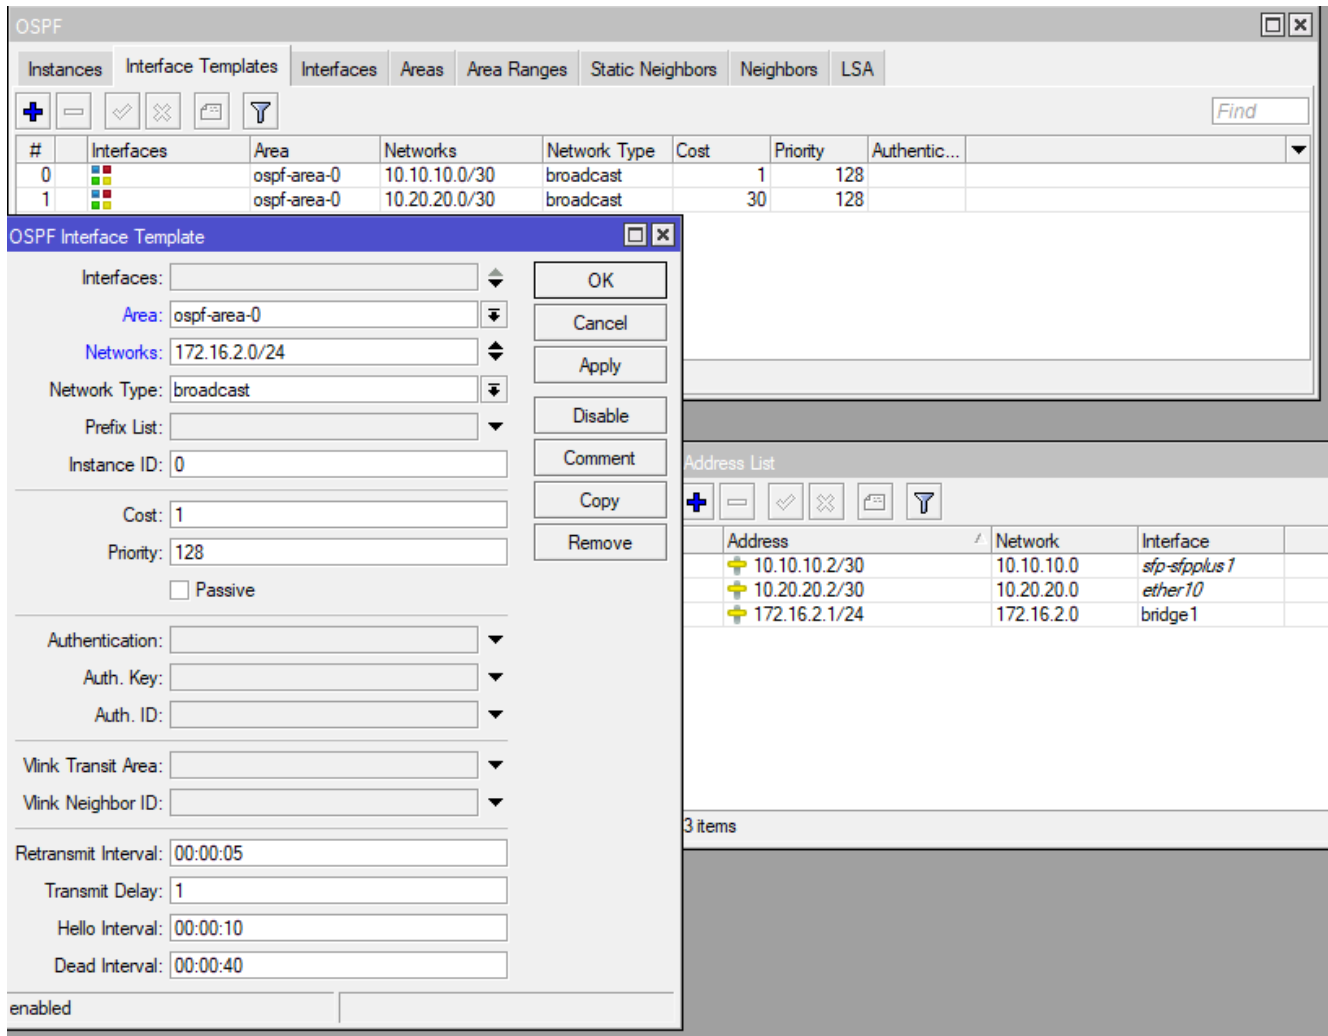 OSPF
Instances Interface Templates Interfaces Areas Area Ranges Static Neighbors Neighbors LSA
Find
# Interfaces Area Networks Network Type Cost Priority Authentic...
0 ospf-area-0 10.10.10.0/30 broadcast 1 128
1 ospf-area-0 10.20.20.0/30 broadcast 30 128
OSPF Interface Template
Interfaces:
Area: ospf-area-0
Networks: 172.16.2.0/24
Network Type: broadcast
Prefix List:
Instance ID: 0
Cost: 1
Priority: 128
Passive
Authentication:
Auth. Key:
Auth. ID:
Vlink Transit Area:
Vlink Neighbor ID:
Retransmit Interval: 00:00:05
Transmit Delay: 1
Hello Interval: 00:00:10
Dead Interval: 00:00:40
enabled
OK
Cancel
Apply
Disable
Comment
Copy
Remove
Address List
Address Network Interface
10.10.10.2/30 10.10.10.0 sfp-sfpplus1
10.20.20.2/30 10.20.20.0 ether10
172.16.2.1/24 172.16.2.0 bridge1
3 items